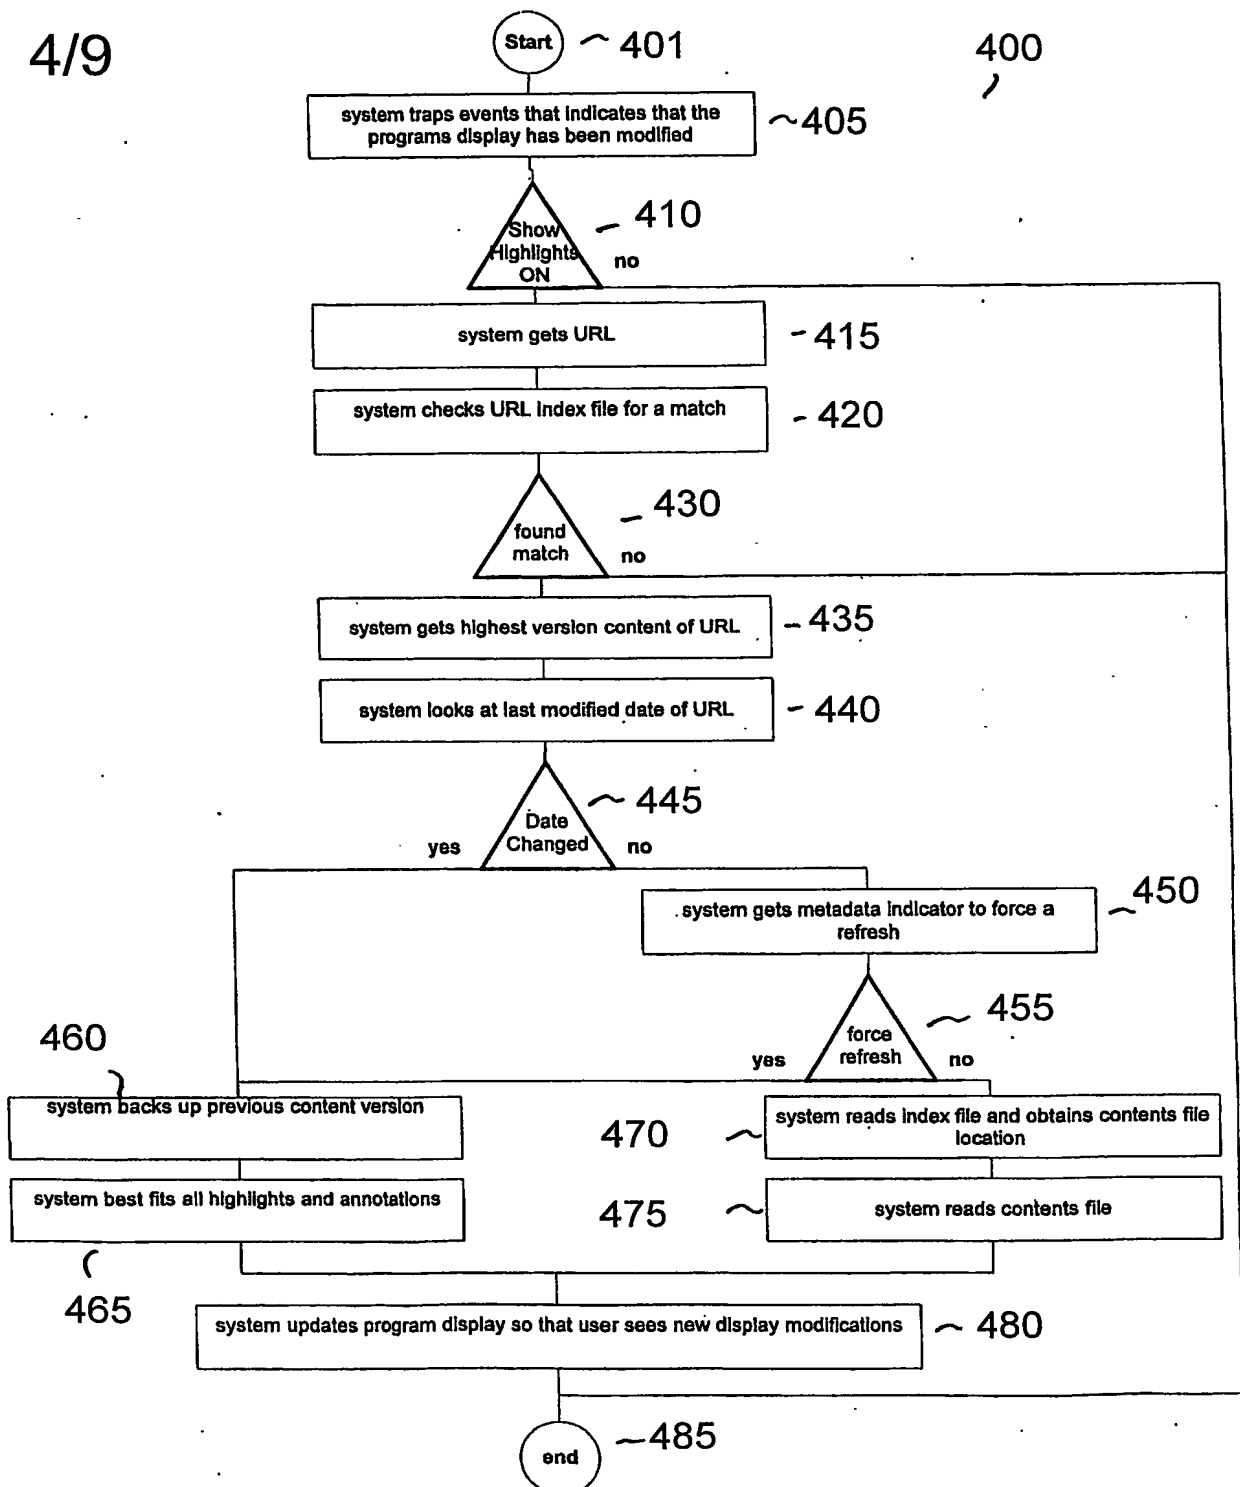 4/9
Start
401
400
system traps events that indicates that the
programs display has been modified
405
Show
Highlights
ON
410
no
system gets URL
415
system checks URL index file for a match
420
found
match
430
no
system gets highest version content of URL
435
system looks at last modified date of URL
440
Date
Changed
445
yes
no
system gets metadata indicator to force a
refresh
450
force
refresh
455
yes
no
460
system backs up previous content version
470
system reads index file and obtains contents file
location
system best fits all highlights and annotations
475
system reads contents file
465
system updates program display so that user sees new display modifications
480
end
485